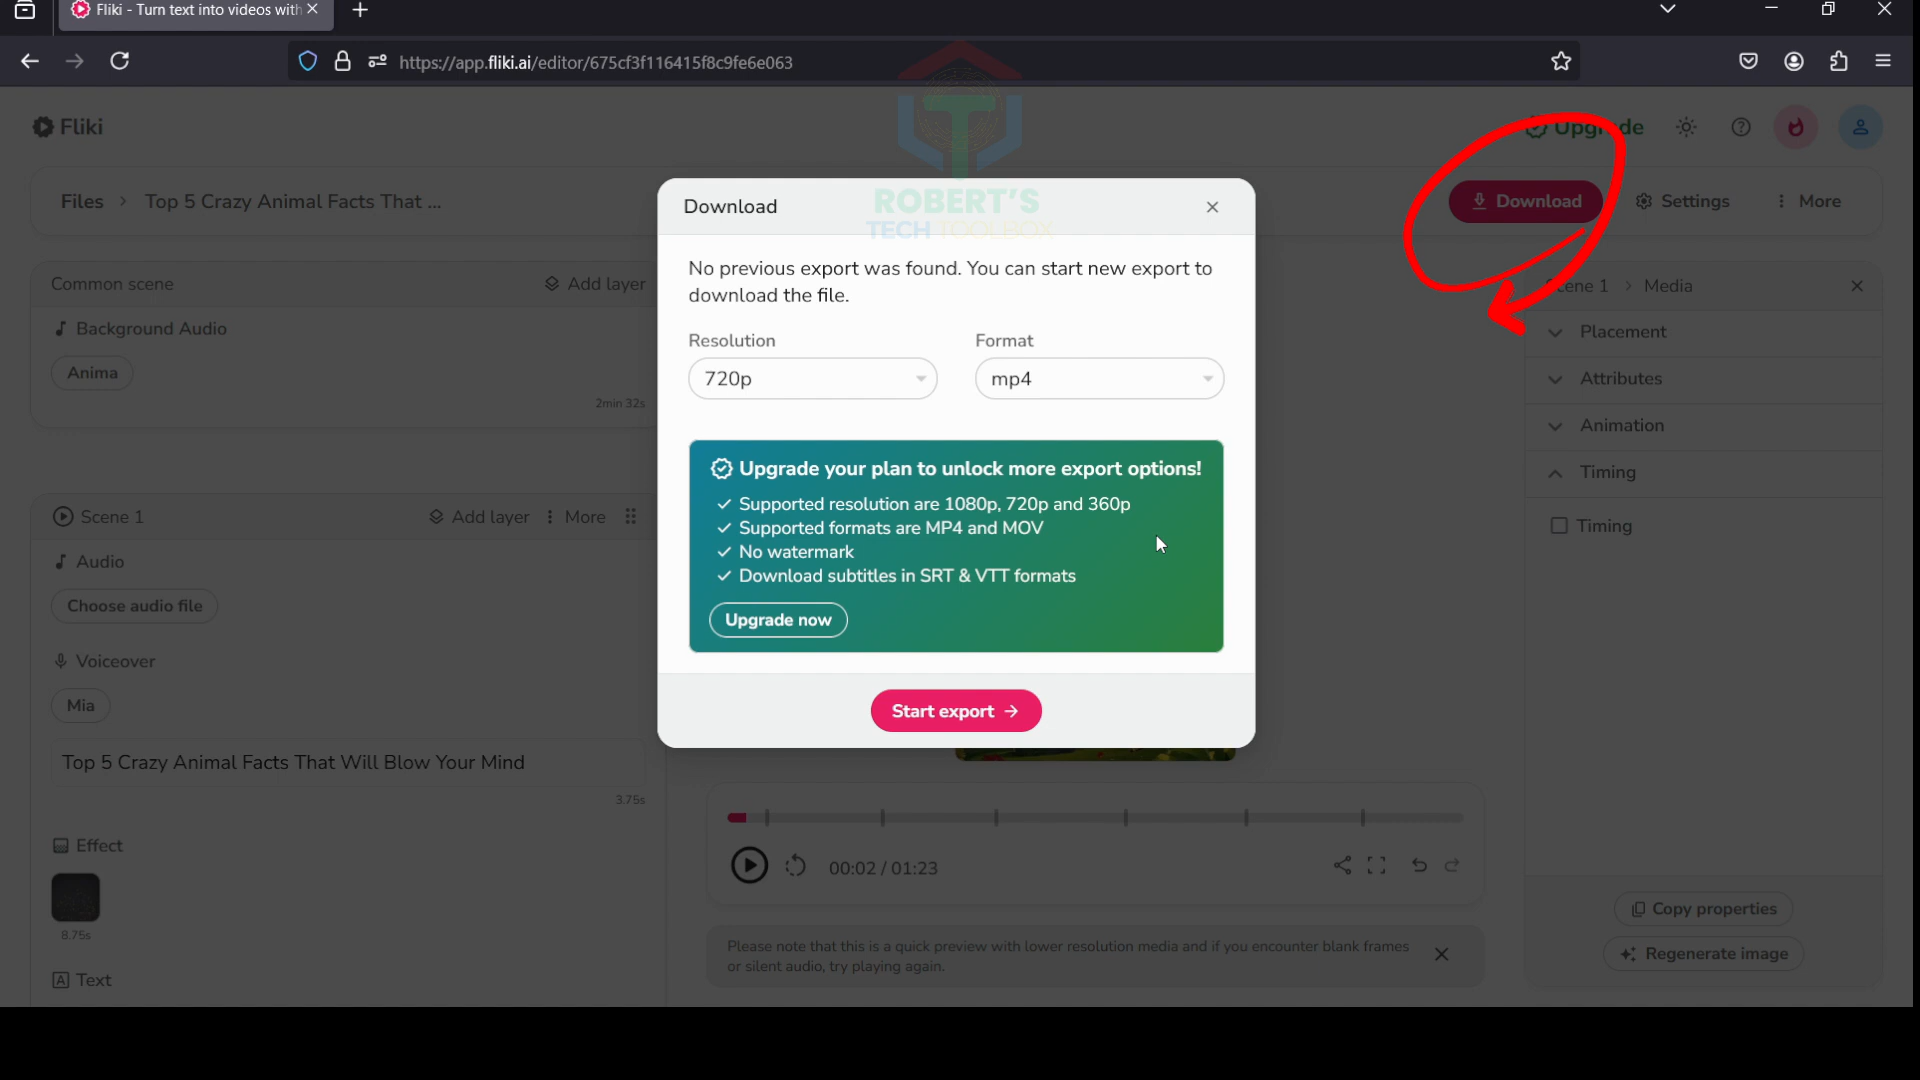 Fliki - Turn text into videos with
https://app.fliki.ai/editor/675cf3f116415f8c9fe6e063
Fliki
Upgrade
Files > Top 5 Crazy Animal Facts That ...
Download
Settings
More
ROBERT'S
TECH TOOLBOX
Download
No previous export was found. You can start new export to
download the file.
Resolution
Format
720p
mp4
Upgrade your plan to unlock more export options!
Supported resolution are 1080p, 720p and 360p
Supported formats are MP4 and MOV
No watermark
Download subtitles in SRT & VTT formats
Upgrade now
Start export
Common scene
Add layer
Background Audio
Anima
2min 32s
Scene 1
Add layer
More
Audio
Choose audio file
Voiceover
Mia
Top 5 Crazy Animal Facts That Will Blow Your Mind
3.75s
Effect
8.75s
Text
00:02 / 01:23
Please note that this is a quick preview with lower resolution media and if you encounter blank frames
or silent audio, try playing again.
Scene 1 > Media
Placement
Attributes
Animation
Timing
Timing
Copy properties
Regenerate image